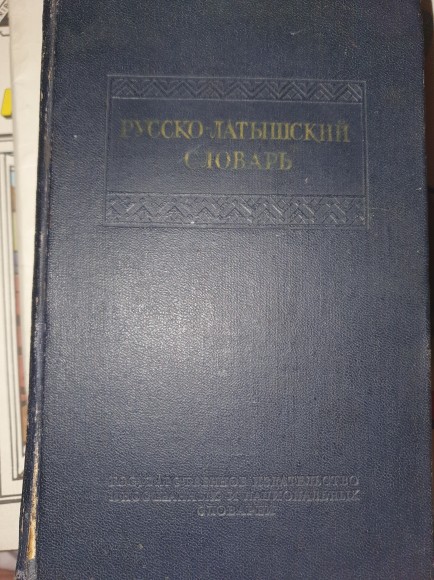 РУССКО-ЛАТЫШСКИЙ
СЛОВАРЬ
ГОСУДАРСТВЕННОЕ ИЗДАТЕЛЬСТВО
ИНОСТРАННЫХ И НАЦИОНАЛЬНЫХ
СЛОВАРЕЙ